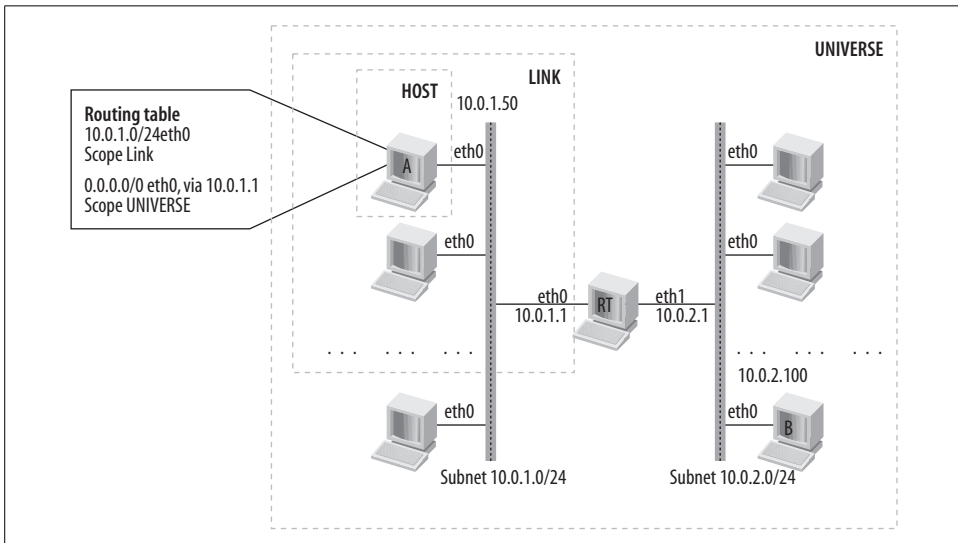 UNIVERSE
LINK
HOST
10.0.1.50
Routing table
10.0.1.0/24eth0
Scope Link
0.0.0.0/0 eth0, via 10.0.1.1
Scope UNIVERSE
A
eth0
eth0
eth0
eth0
eth0
10.0.1.1
RT
eth1
10.0.2.1
. . . . . . . . .
. . . . . . . . .
10.0.2.100
eth0
eth0
B
Subnet 10.0.1.0/24
Subnet 10.0.2.0/24